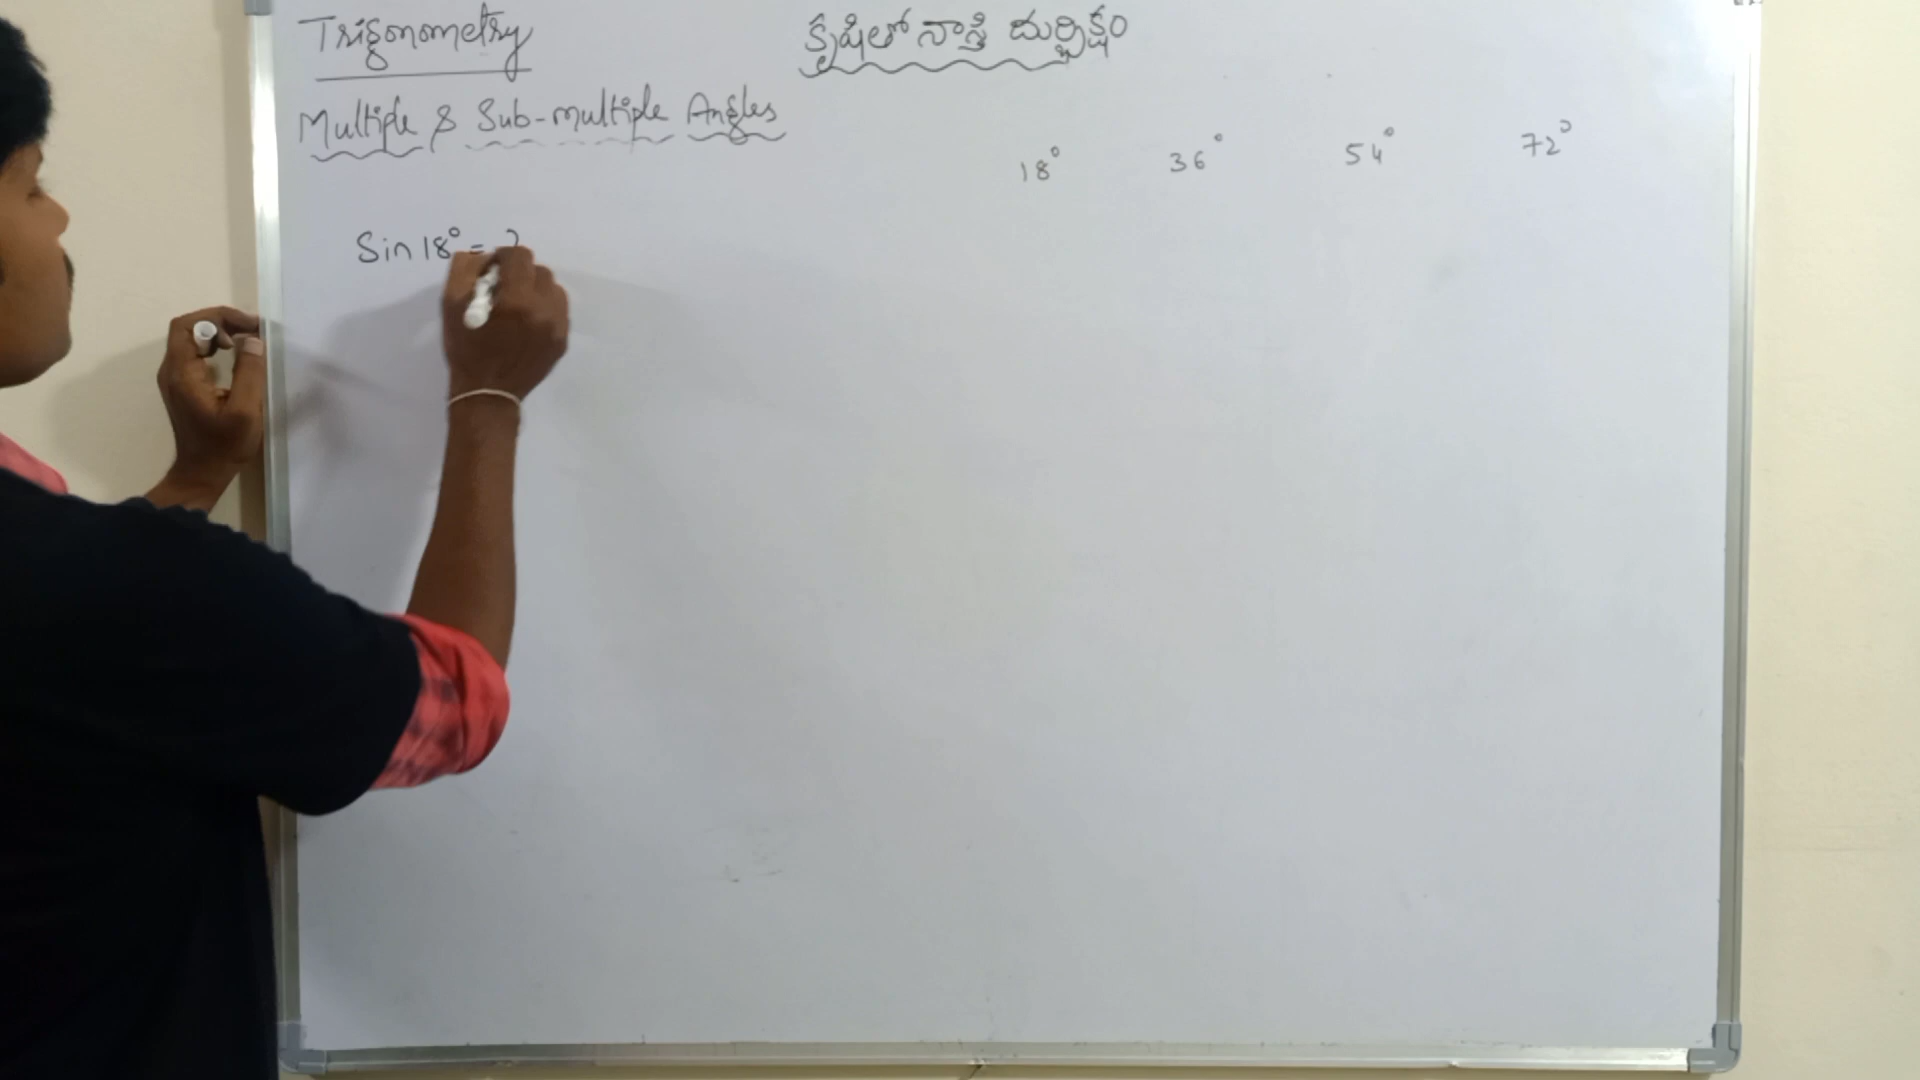 Trigonometry
కృషితో నాస్తి దుర్భిక్షం
Multiple & Sub-multiple Angles
18° 36° 54° 72°
Sin 18° = ?